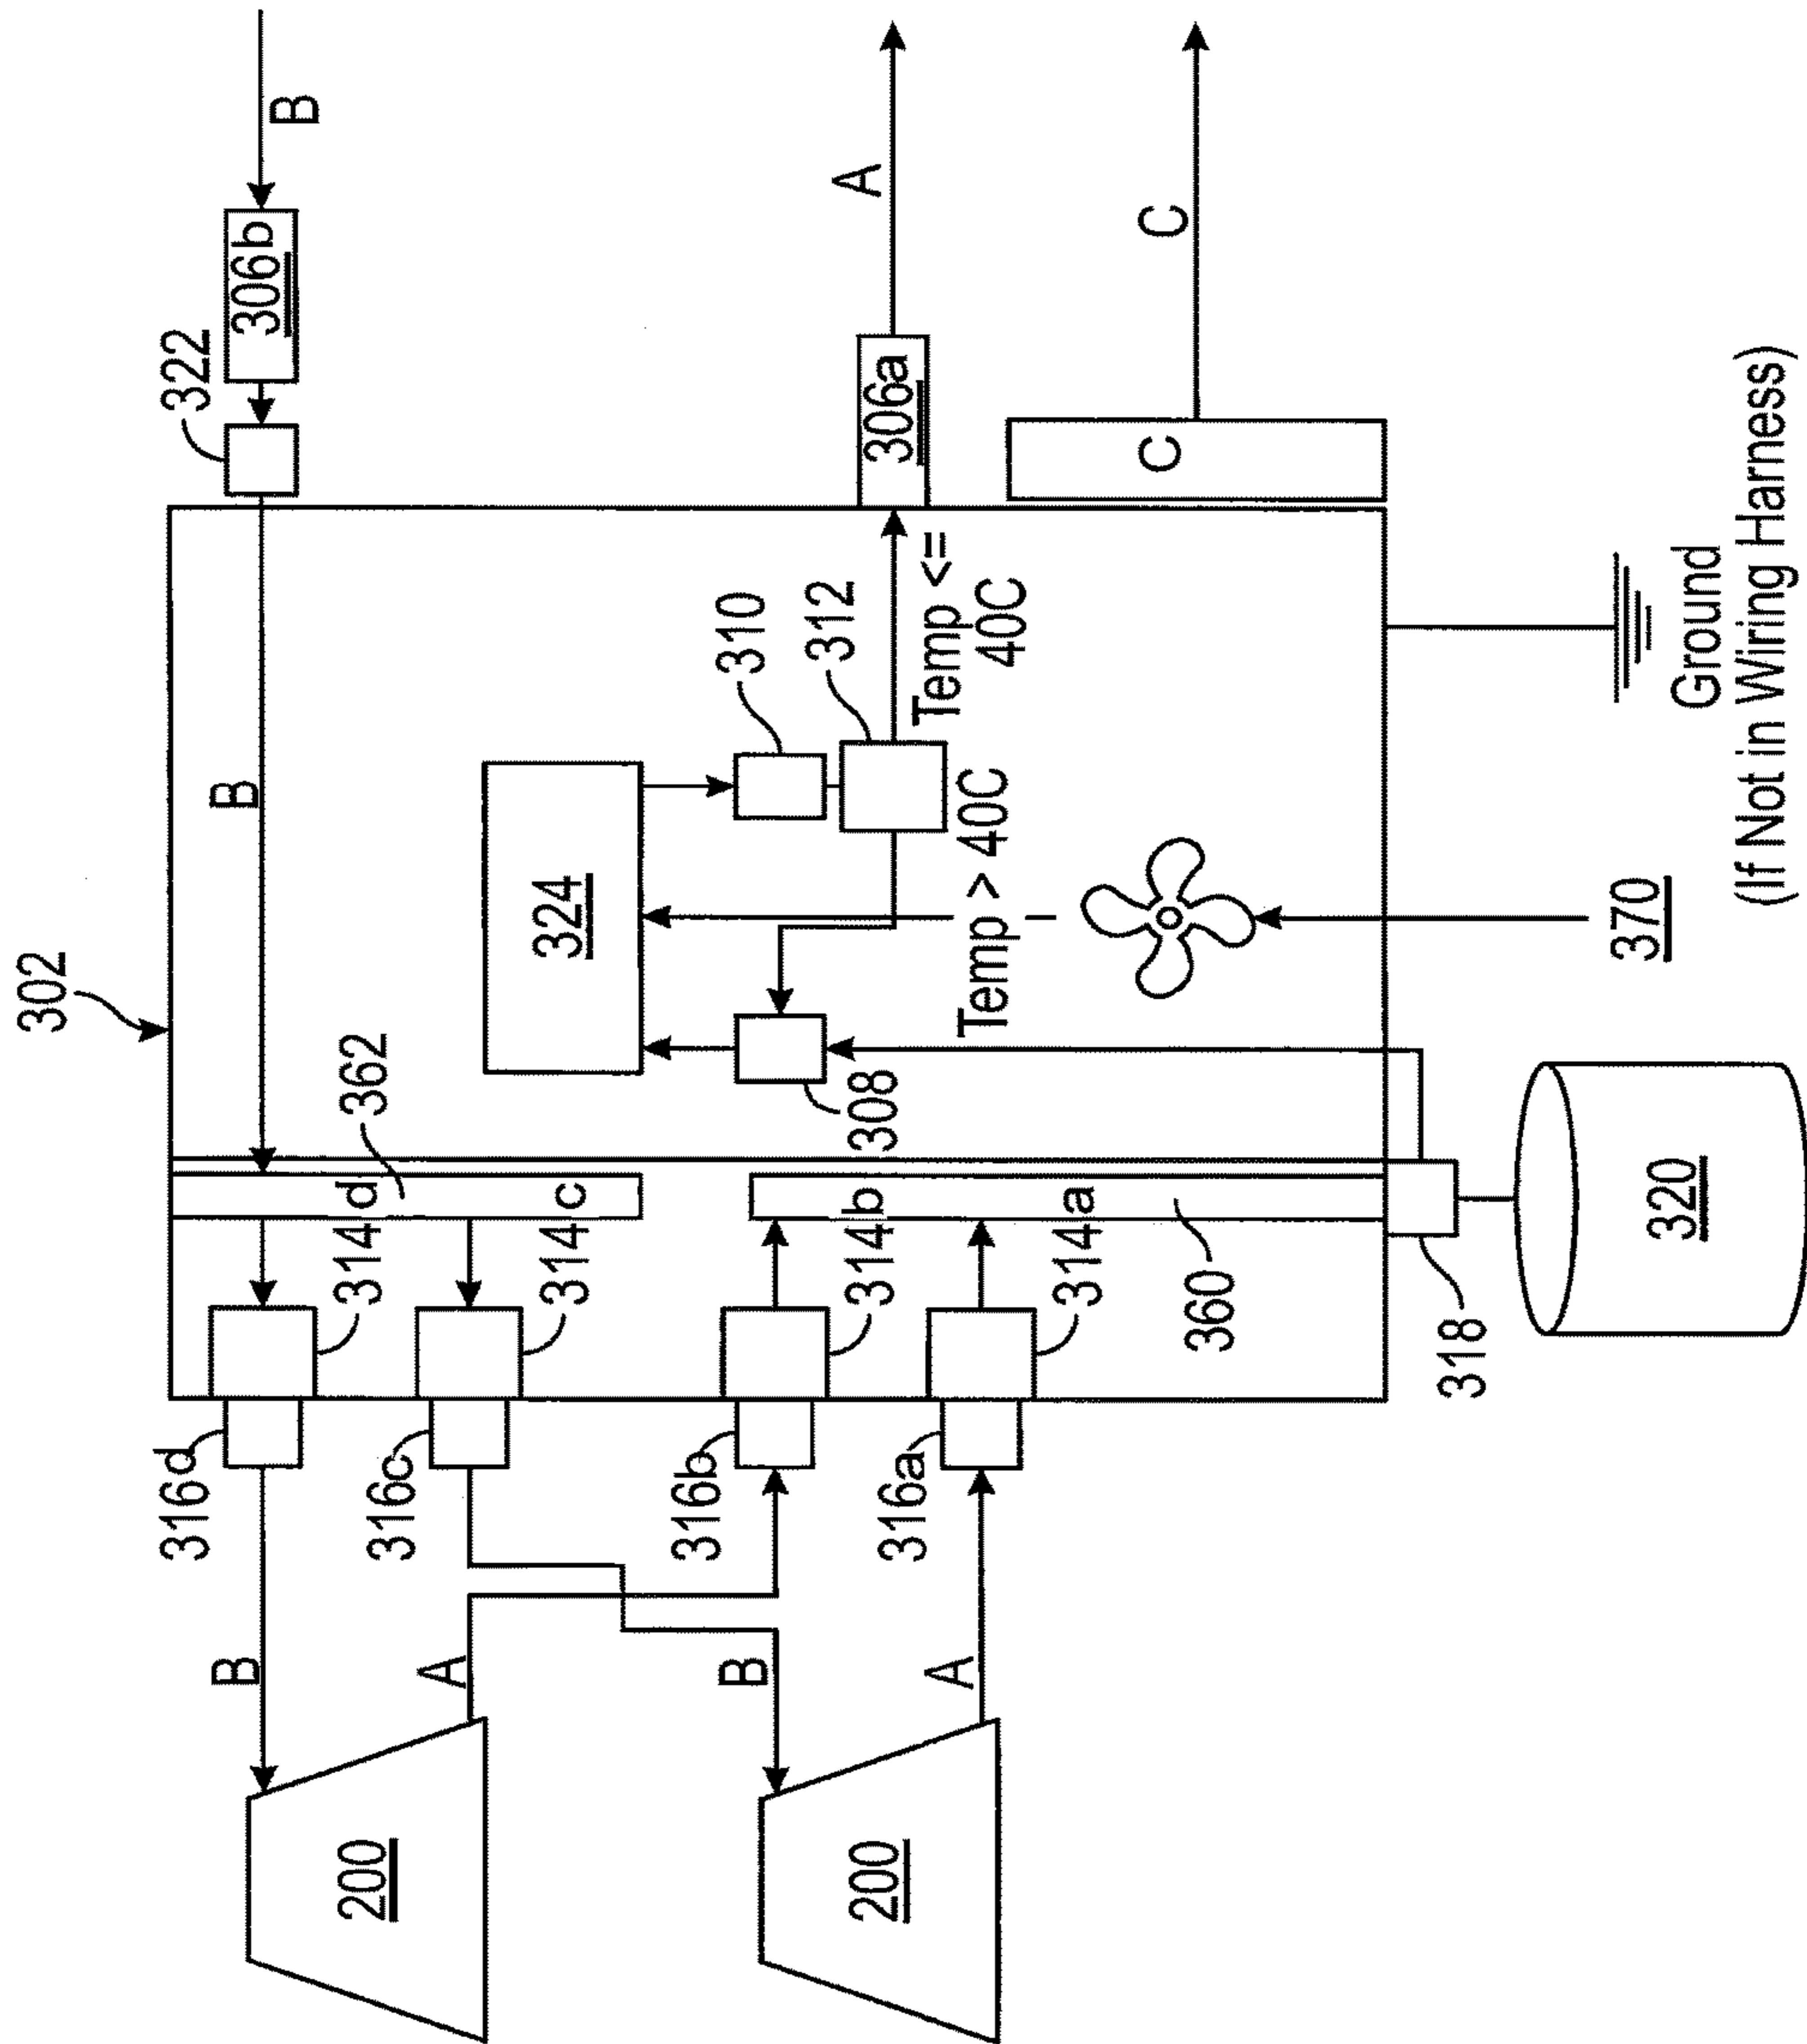 302
316d
322
B
B
306b
B
200
314d
362
d
316c
A
324
314c
c
316b
B
310
312
200
314b
b
308
306a
A
316a
A
Temp > 40C
Temp <=
40C
314a
a
C
C
360
318
320
370
Ground
(If Not in Wiring Harness)